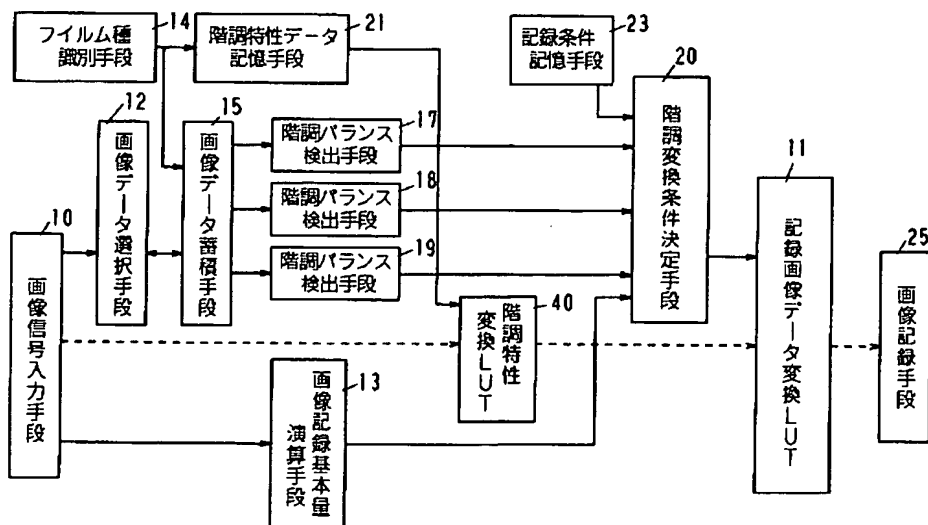 14
フイルム種
識別手段
21
階調特性データ
記憶手段
23
記録条件
記憶手段
20
階調変換条件決定手段
12
画像データ選択手段
15
画像データ蓄積手段
17
階調バランス
検出手段
18
階調バランス
検出手段
19
階調バランス
検出手段
11
記録画像データ変換LUT
10
画像信号入力手段
40
階調特性
変換LUT
25
画像記録手段
13
画像記録基本量
演算手段